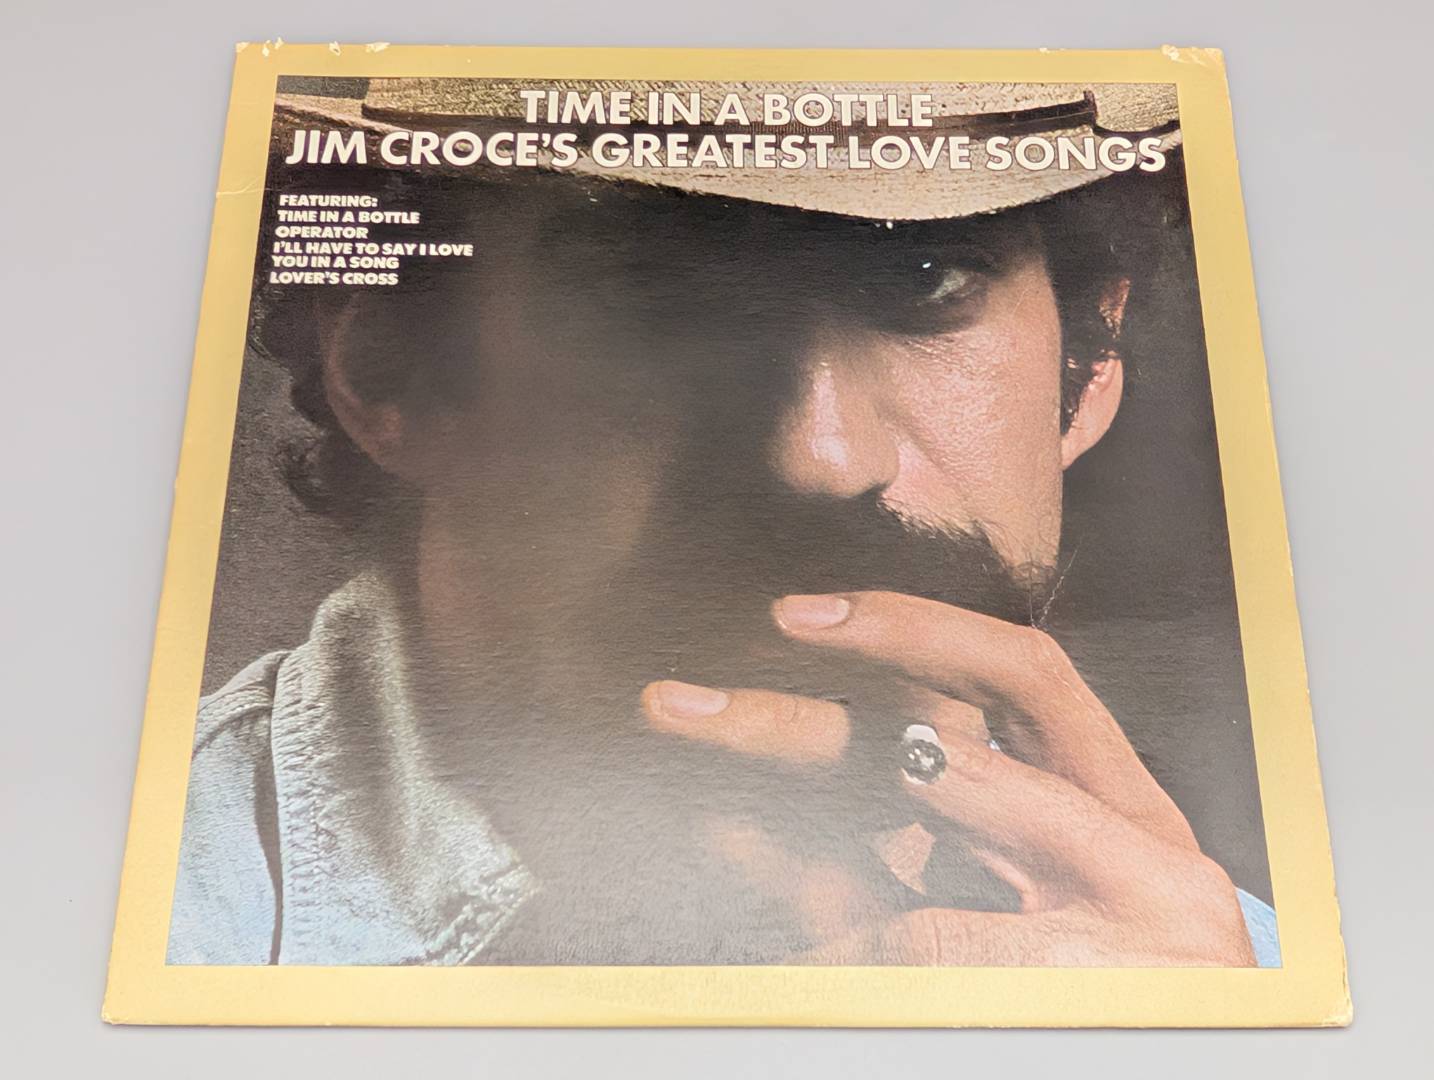 TIME IN A BOTTLE
JIM CROCE'S GREATEST LOVE SONGS
FEATURING:
TIME IN A BOTTLE
OPERATOR
I'LL HAVE TO SAY I LOVE
YOU IN A SONG
LOVER'S CROSS